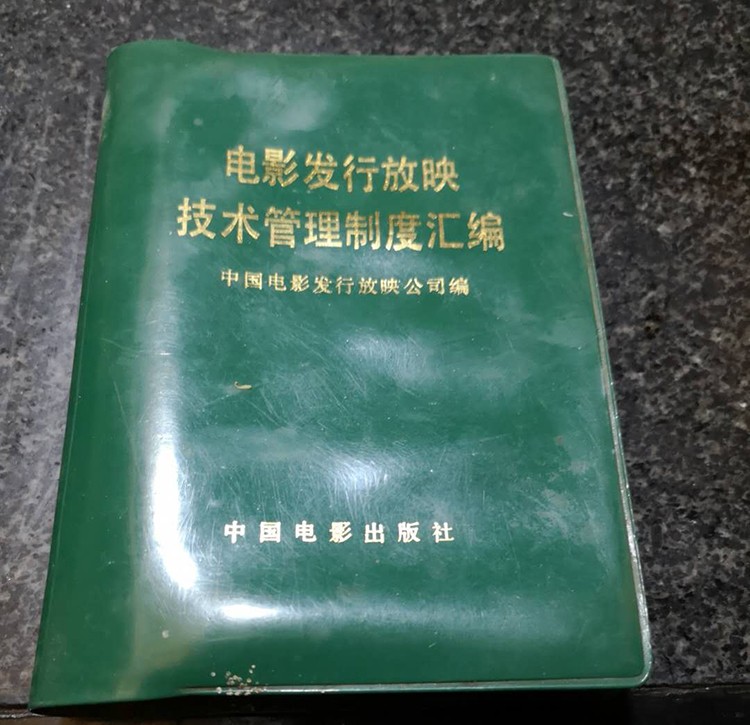 电影发行放映
技术管理制度汇编
中国电影发行放映公司编
中国电影出版社